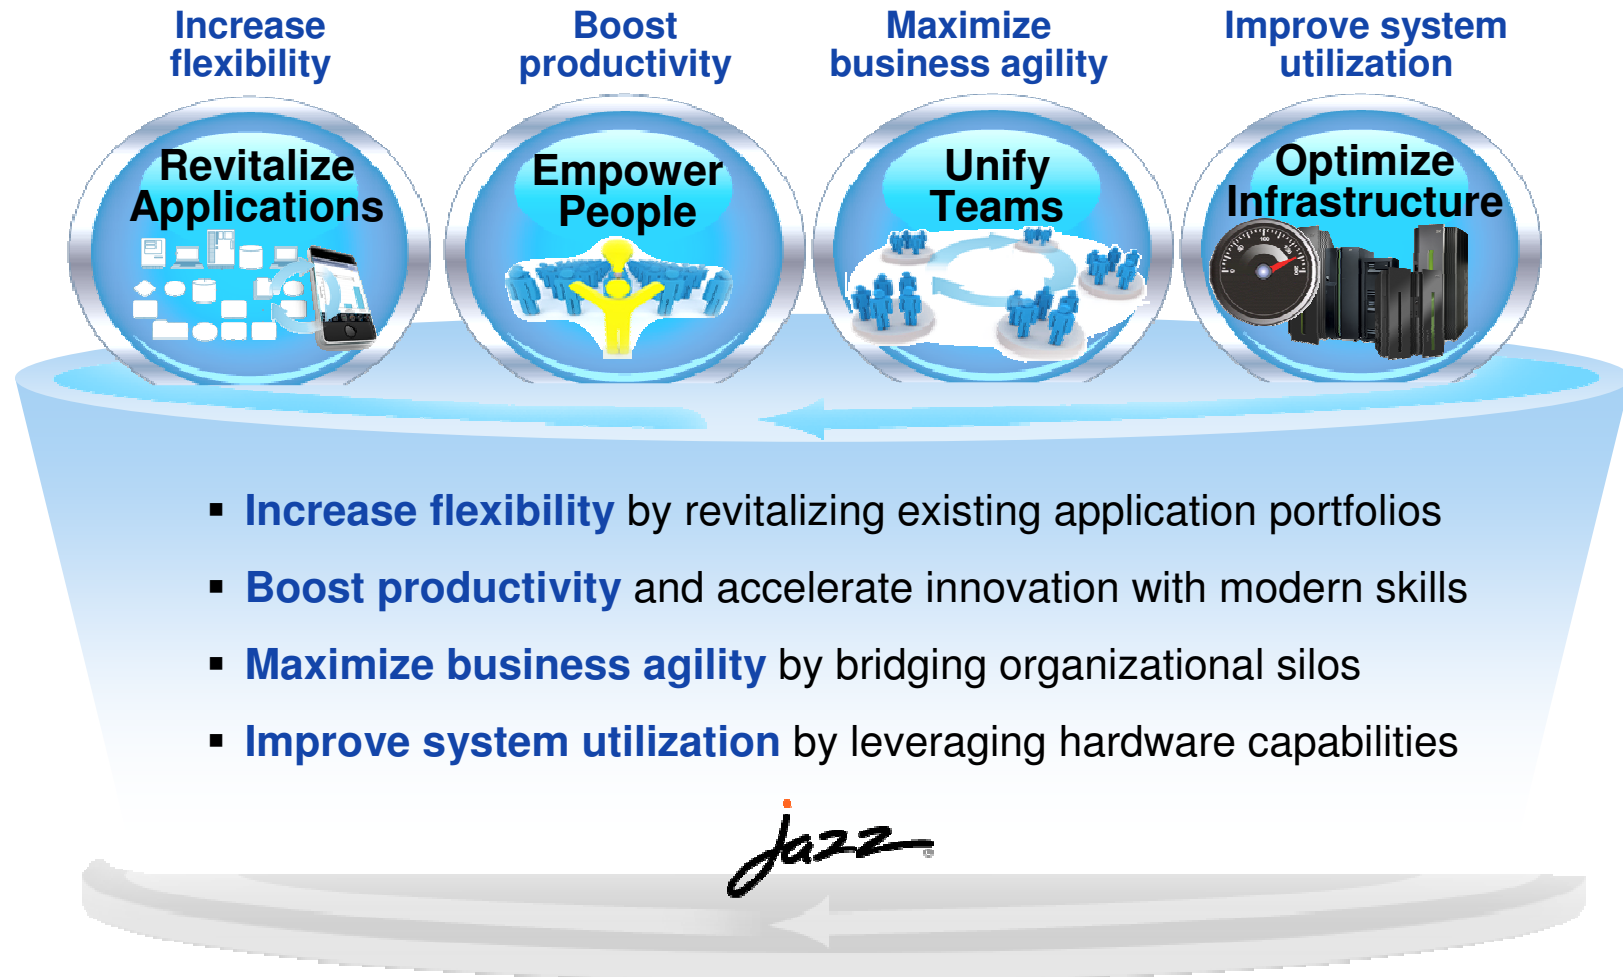 Increase
flexibility
Boost
productivity
Maximize
business agility
Improve system
utilization
Revitalize
Applications
Empower
People
Unify
Teams
Optimize
Infrastructure
▪ Increase flexibility by revitalizing existing application portfolios
▪ Boost productivity and accelerate innovation with modern skills
▪ Maximize business agility by bridging organizational silos
▪ Improve system utilization by leveraging hardware capabilities
jazz